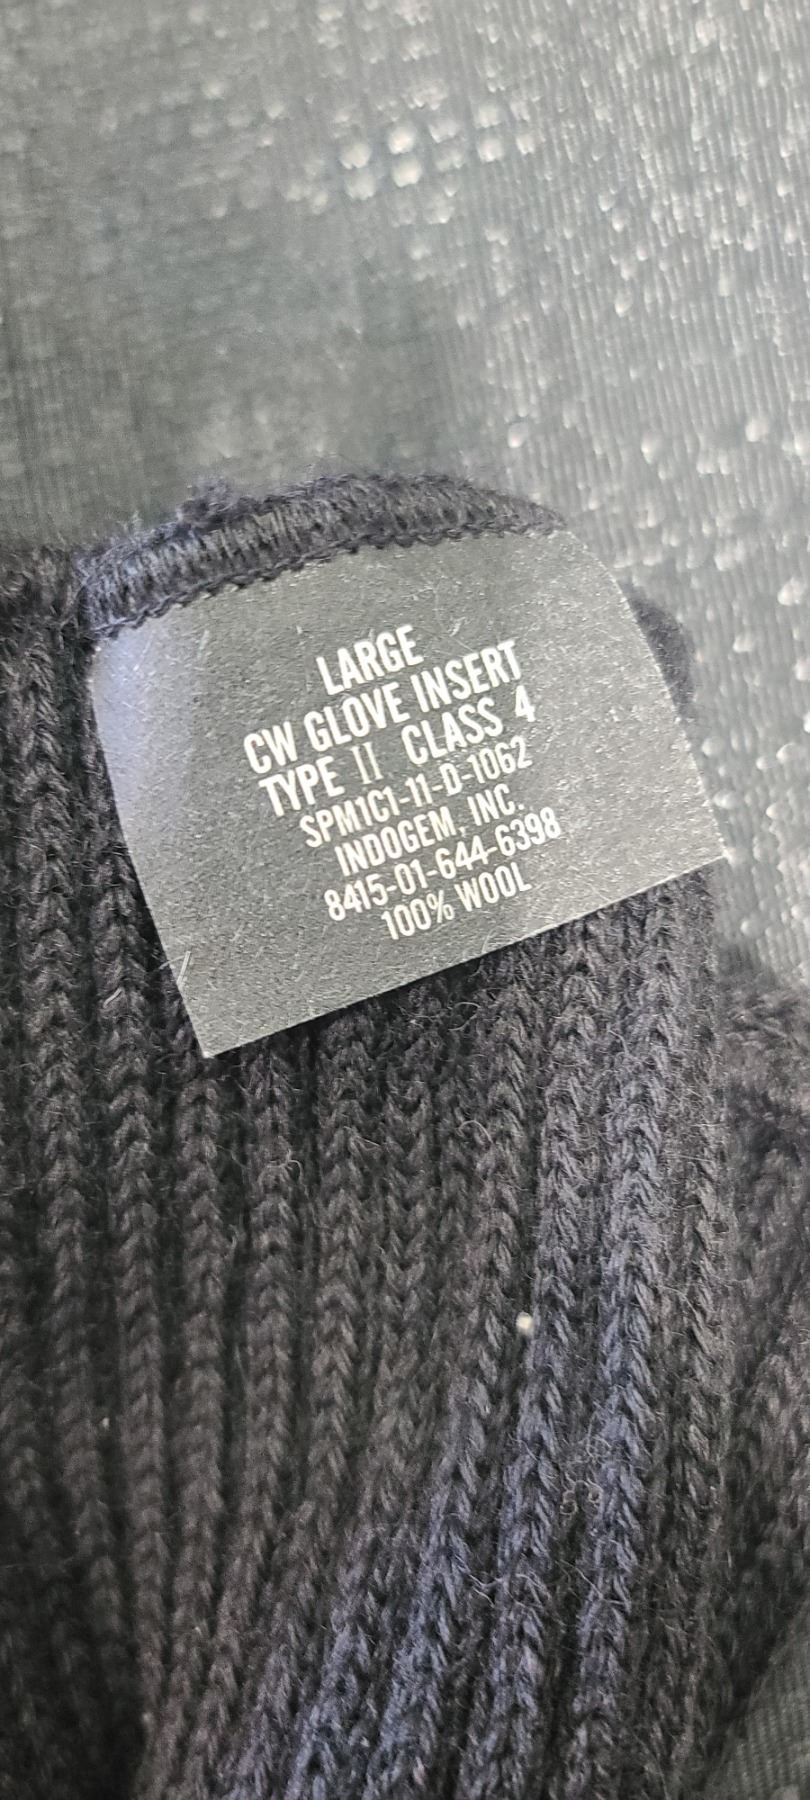 LARGE
CW GLOVE INSERT
TYPE II CLASS 4
SPM1C1-11-D-1062
INDOGEM, INC.
8415-01-644-6398
100% WOOL